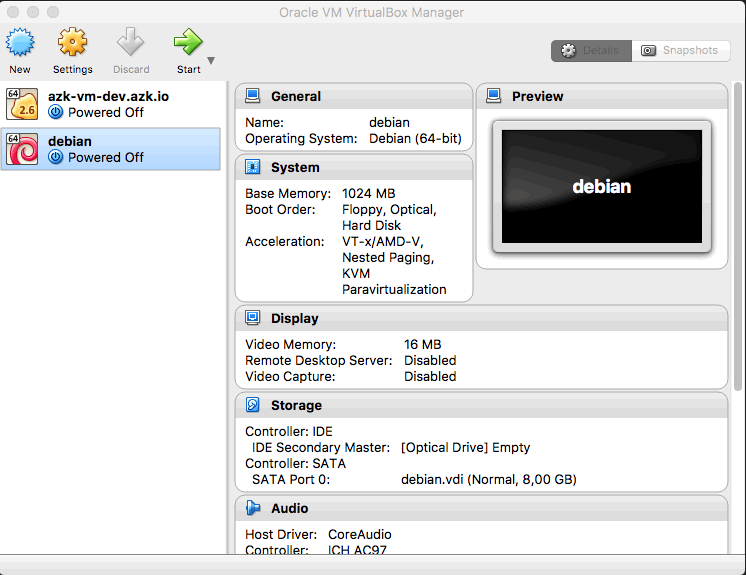 Oracle VM VirtualBox Manager
New
Settings
Discard
Start
Details
Snapshots
64
2.6
azk-vm-dev.azk.io
Powered Off
64
debian
Powered Off
General
Name: debian
Operating System: Debian (64-bit)
Preview
debian
System
Base Memory: 1024 MB
Boot Order: Floppy, Optical,
Hard Disk
Acceleration: VT-x/AMD-V,
Nested Paging,
KVM
Paravirtualization
Display
Video Memory: 16 MB
Remote Desktop Server: Disabled
Video Capture: Disabled
Storage
Controller: IDE
IDE Secondary Master: [Optical Drive] Empty
Controller: SATA
SATA Port 0: debian.vdi (Normal, 8,00 GB)
Audio
Host Driver: CoreAudio
Controller: ICH AC97